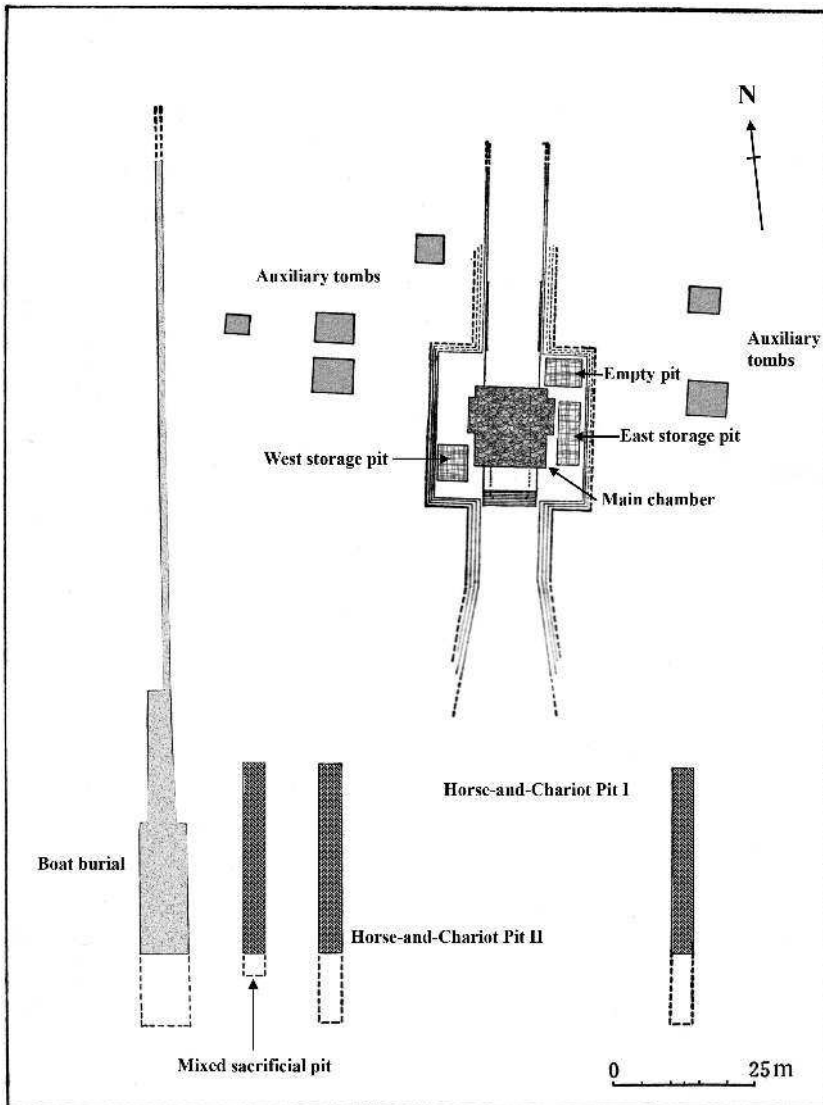 N
Auxiliary tombs
Auxiliary
tombs
Empty pit
East storage pit
West storage pit
Main chamber
Horse-and-Chariot Pit I
Boat burial
Horse-and-Chariot Pit II
Mixed sacrificial pit
0 25m